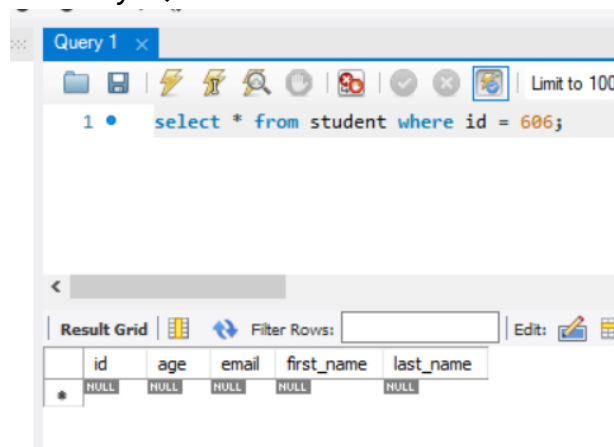 Query 1
Limit to 100
1 select * from student where id = 606;
Result Grid Filter Rows: Edit:
id age email first_name last_name
NULL NULL NULL NULL NULL